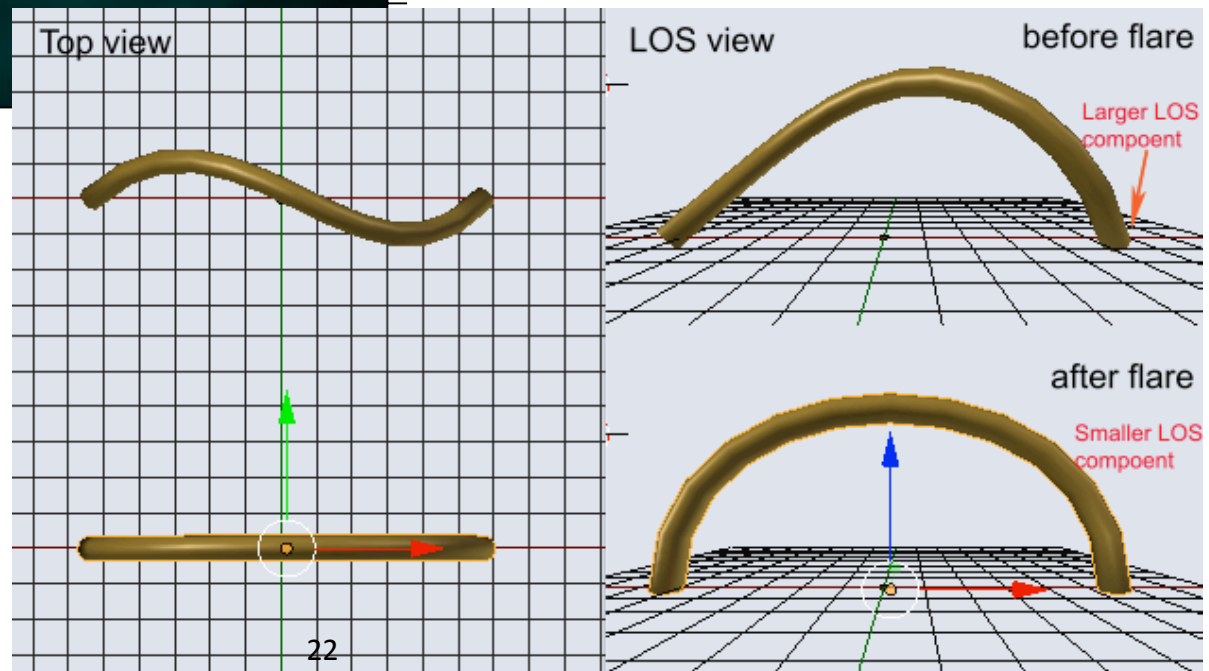 Top view
LOS view
before flare
Larger LOS
compoent
after flare
Smaller LOS
compoent
22